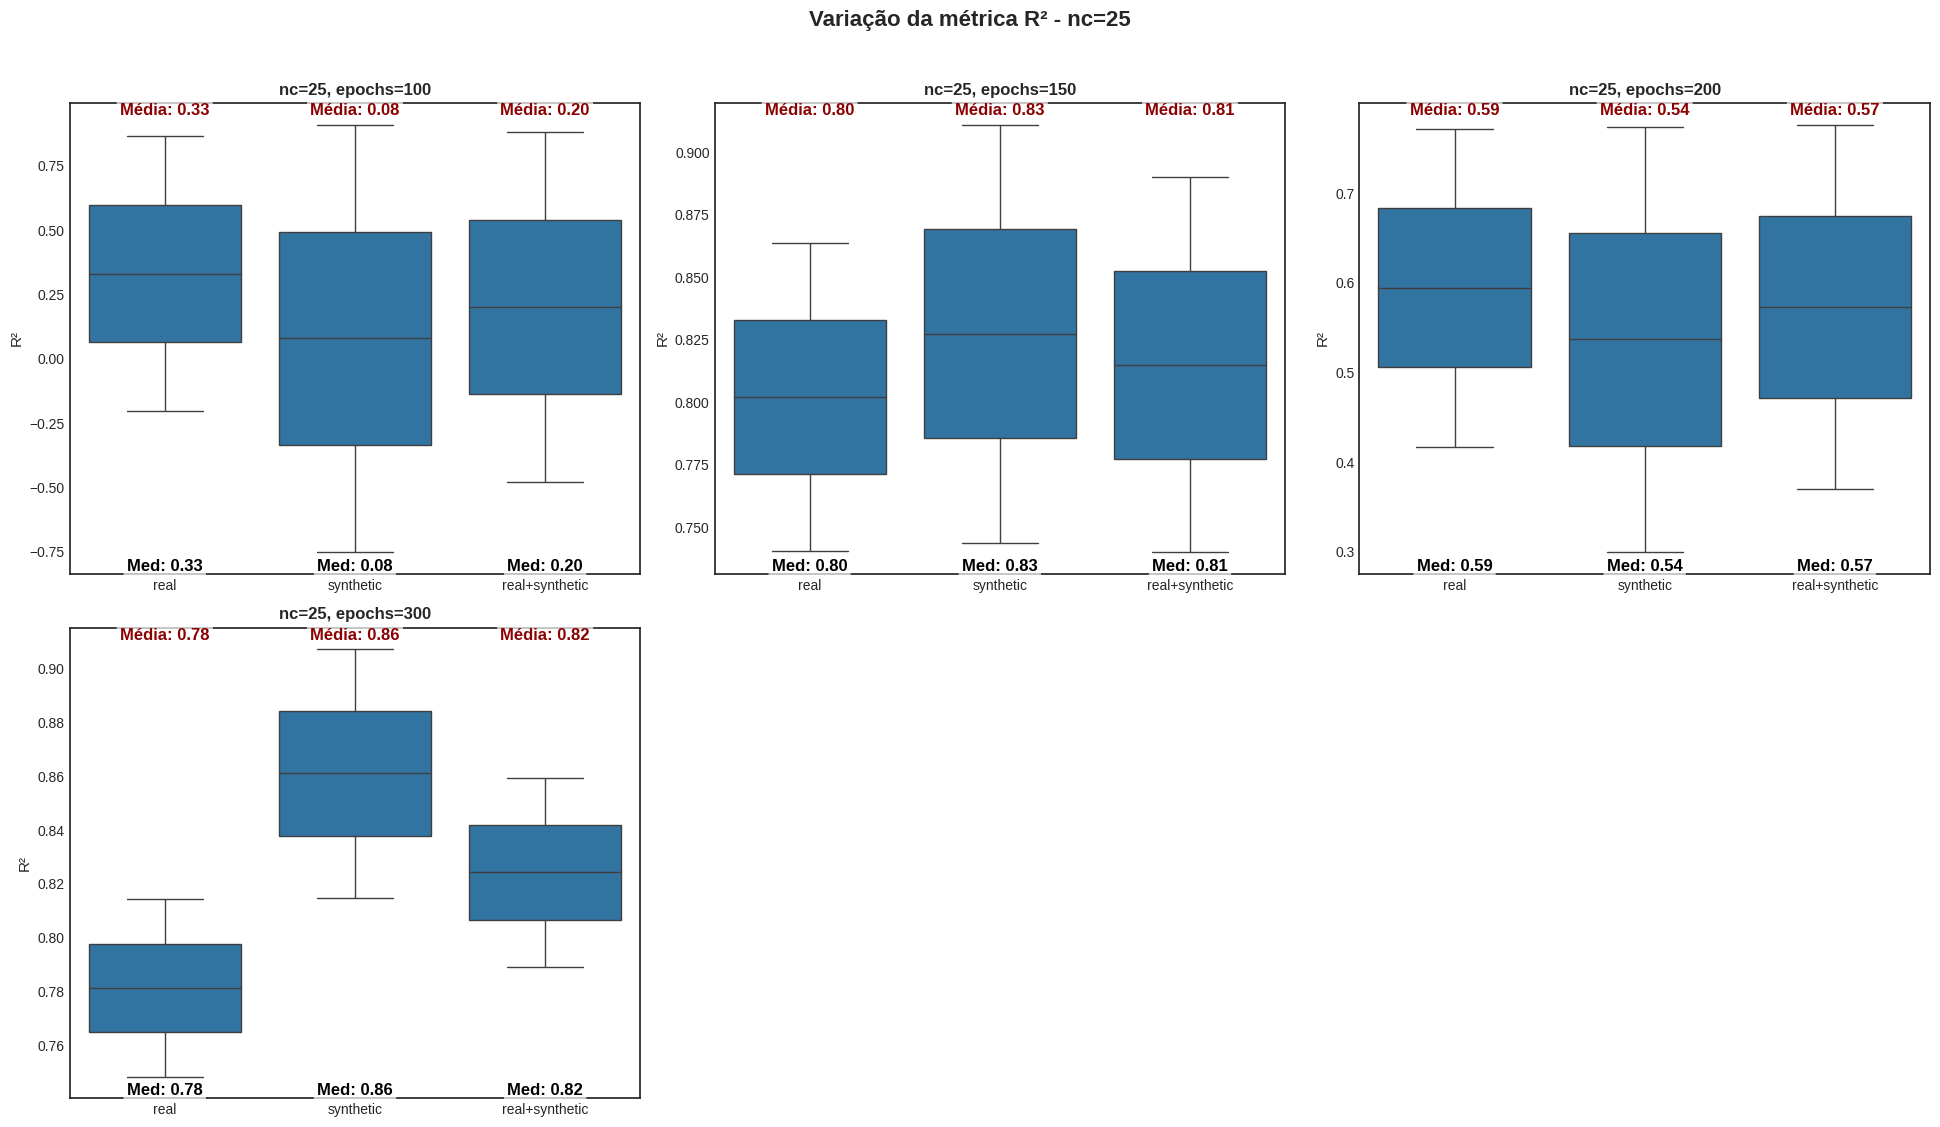 Variação da métrica R² - nc=25
nc=25, epochs=100
Média: 0.33 Média: 0.08 Média: 0.20
0.75
0.50
0.25
0.00
−0.25
−0.50
−0.75
R²
Med: 0.33 Med: 0.08 Med: 0.20
real synthetic real+synthetic
nc=25, epochs=150
Média: 0.80 Média: 0.83 Média: 0.81
0.900
0.875
0.850
0.825
0.800
0.775
0.750
R²
Med: 0.80 Med: 0.83 Med: 0.81
real synthetic real+synthetic
nc=25, epochs=200
Média: 0.59 Média: 0.54 Média: 0.57
0.7
0.6
0.5
0.4
0.3
R²
Med: 0.59 Med: 0.54 Med: 0.57
real synthetic real+synthetic
nc=25, epochs=300
Média: 0.78 Média: 0.86 Média: 0.82
0.90
0.88
0.86
0.84
0.82
0.80
0.78
0.76
R²
Med: 0.78 Med: 0.86 Med: 0.82
real synthetic real+synthetic